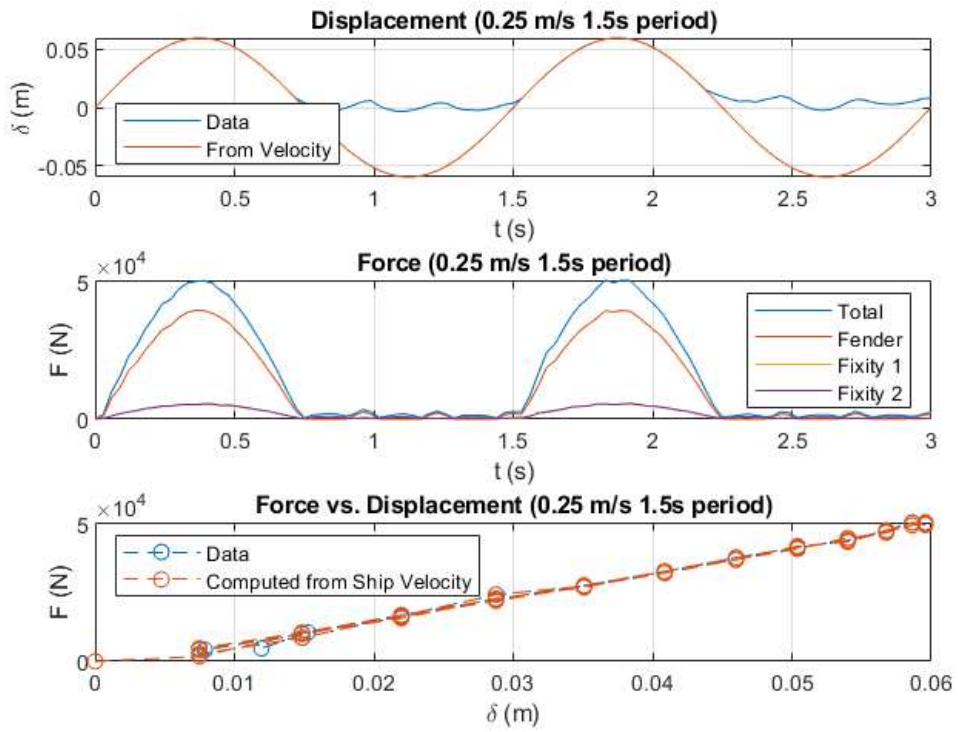 Displacement (0.25 m/s 1.5s period)
0.05
0
-0.05
δ (m)
Data
From Velocity
0 0.5 1 1.5 2 2.5 3
t (s)
×10⁴
Force (0.25 m/s 1.5s period)
5
0
F (N)
Total
Fender
Fixity 1
Fixity 2
0 0.5 1 1.5 2 2.5 3
t (s)
×10⁴
Force vs. Displacement (0.25 m/s 1.5s period)
5
0
F (N)
Data
Computed from Ship Velocity
0 0.01 0.02 0.03 0.04 0.05 0.06
δ (m)